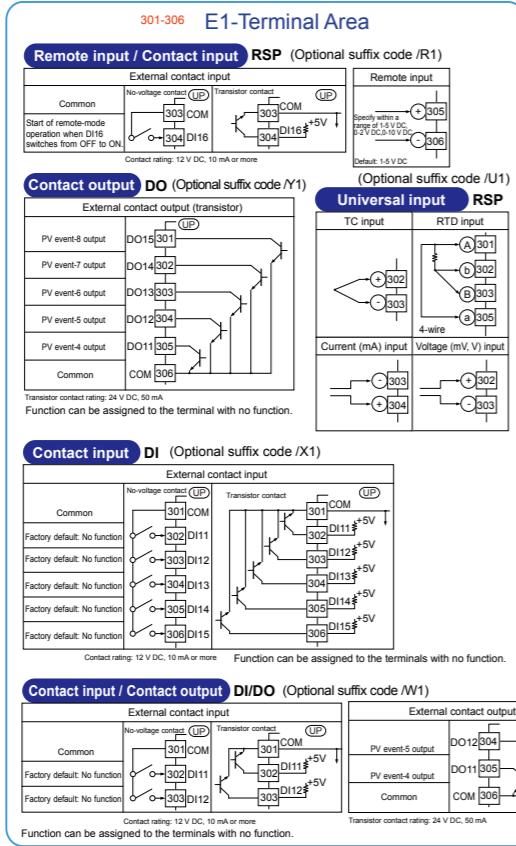 301-306 E1-Terminal Area
Remote input / Contact input RSP (Optional suffix code /R1)
External contact input
Common
No-voltage contact UP
303 COM
304 DI16
Transistor contact UP
303 COM
304 DI16 +5V
Start of remote-mode
operation when DI16
switches from OFF to ON.
Contact rating: 12 V DC, 10 mA or more
Remote input
Specify within a
range of 1-5 V DC,
0-2 V DC,0-10 V DC
+ 305
- 306
Default: 1-5 V DC
Contact output DO (Optional suffix code /Y1)
External contact output (transistor)
UP
PV event-8 output DO15 301
PV event-7 output DO14 302
PV event-6 output DO13 303
PV event-5 output DO12 304
PV event-4 output DO11 305
Common COM 306
Transistor contact rating: 24 V DC, 50 mA
Function can be assigned to the terminal with no function.
(Optional suffix code /U1)
Universal input RSP
TC input
+ 302
- 303
RTD input
A 301
b 302
B 303
a 305
4-wire
Current (mA) input
- 303
+ 304
Voltage (mV, V) input
+ 302
- 303
Contact input DI (Optional suffix code /X1)
External contact input
No-voltage contact UP
Transistor contact UP
Common 301 COM
Factory default: No function 302 DI11
Factory default: No function 303 DI12
Factory default: No function 304 DI13
Factory default: No function 305 DI14
Factory default: No function 306 DI15
301 COM
302 DI11 +5V
303 DI12 +5V
304 DI13 +5V
305 DI14 +5V
306 DI15 +5V
Contact rating: 12 V DC, 10 mA or more
Function can be assigned to the terminals with no function.
Contact input / Contact output DI/DO (Optional suffix code /W1)
External contact input
No-voltage contact UP
Transistor contact UP
Common 301 COM
Factory default: No function 302 DI11
Factory default: No function 303 DI12
301 COM
302 DI11 +5V
303 DI12 +5V
Contact rating: 12 V DC, 10 mA or more
Function can be assigned to the terminals with no function.
External contact output
PV event-5 output DO12 304
PV event-4 output DO11 305
Common COM 306
Transistor contact rating: 24 V DC, 50 mA